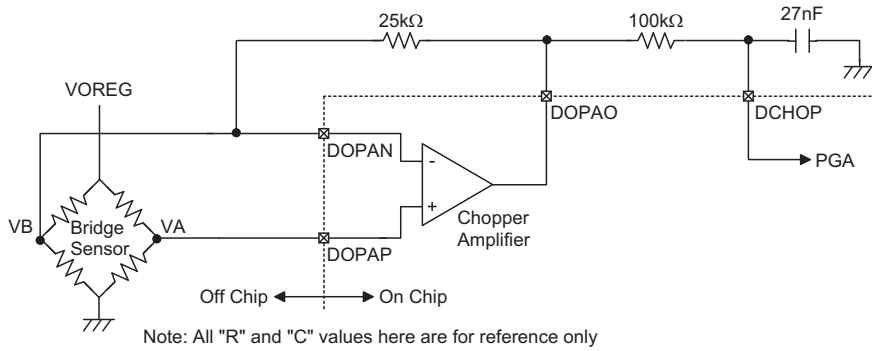 25kΩ
100kΩ
27nF
VOREG
DOPAO
DCHOP
DOPAN
PGA
-
+
Chopper
Amplifier
VB
Bridge
Sensor
VA
DOPAP
Off Chip
On Chip
Note: All "R" and "C" values here are for reference only